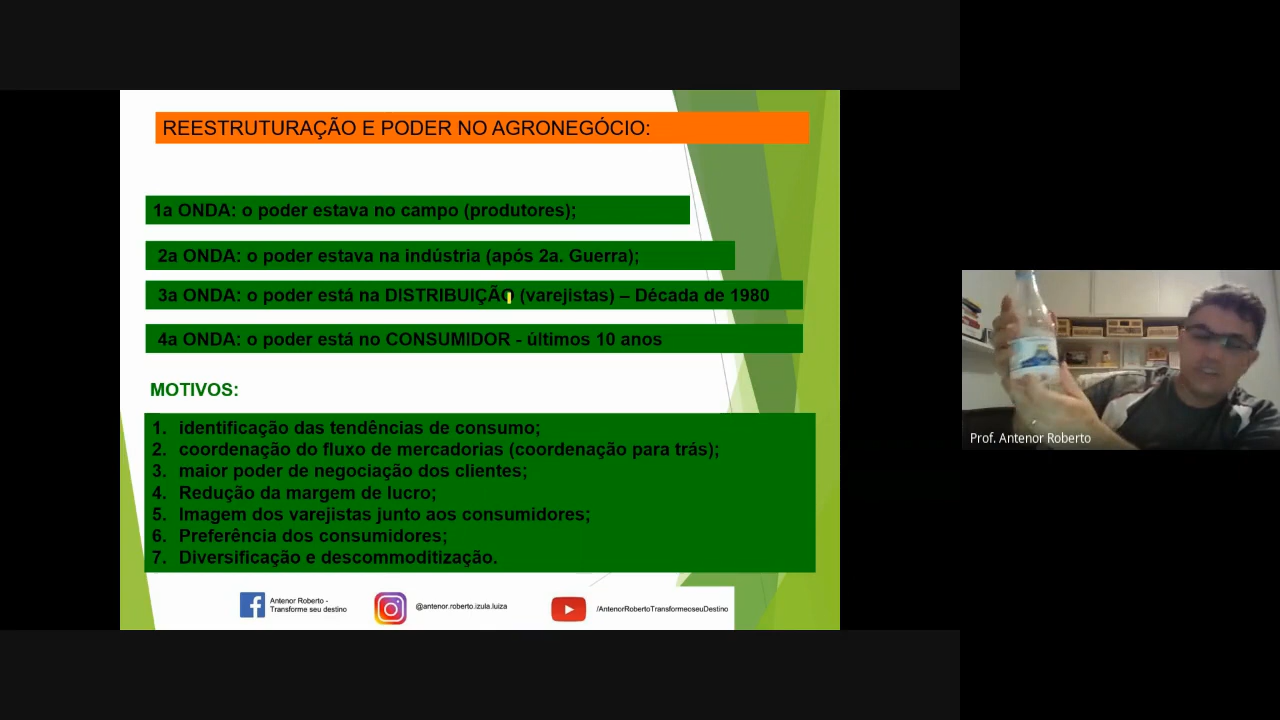 REESTRUTURAÇÃO E PODER NO AGRONEGÓCIO:
1a ONDA: o poder estava no campo (produtores);
2a ONDA: o poder estava na indústria (após 2a. Guerra);
3a ONDA: o poder está na DISTRIBUIÇÃO (varejistas) – Década de 1980
4a ONDA: o poder está no CONSUMIDOR - últimos 10 anos
MOTIVOS:
1. identificação das tendências de consumo;
2. coordenação do fluxo de mercadorias (coordenação para trás);
3. maior poder de negociação dos clientes;
4. Redução da margem de lucro;
5. Imagem dos varejistas junto aos consumidores;
6. Preferência dos consumidores;
7. Diversificação e descommoditização.
Antenor Roberto -
Transforme seu destino
@antenor.roberto.izula.luiza
/AntenorRobertoTransformeoseuDestino
Prof. Antenor Roberto